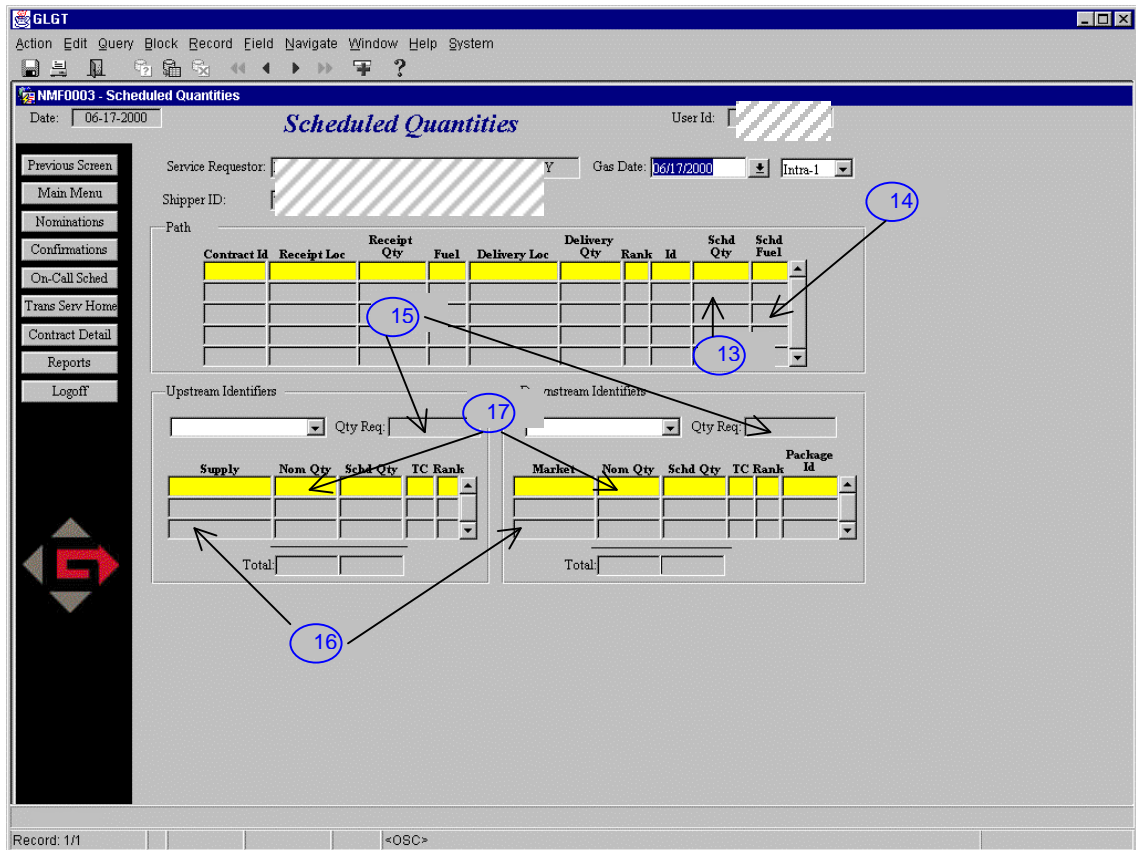 GLGT
Action Edit Query Block Record Field Navigate Window Help System
NMF0003 - Scheduled Quantities
Date: 06-17-2000
Scheduled Quantities
User Id:
Previous Screen
Main Menu
Nominations
Confirmations
On-Call Sched
Trans Serv Home
Contract Detail
Reports
Logoff
Service Requestor: Y Gas Date: 06/17/2000 Intra-1
Shipper ID:
14
Path
Contract Id Receipt Loc Receipt Qty Fuel Delivery Loc Delivery Qty Rank Id Schd Qty Schd Fuel
15
13
Upstream Identifiers
Qty Req:
Supply Nom Qty Schd Qty TC Rank
Total:
17
wnstream Identifiers
Qty Req:
Market Nom Qty Schd Qty TC Rank Package Id
Total:
16
Record: 1/1 <OSC>